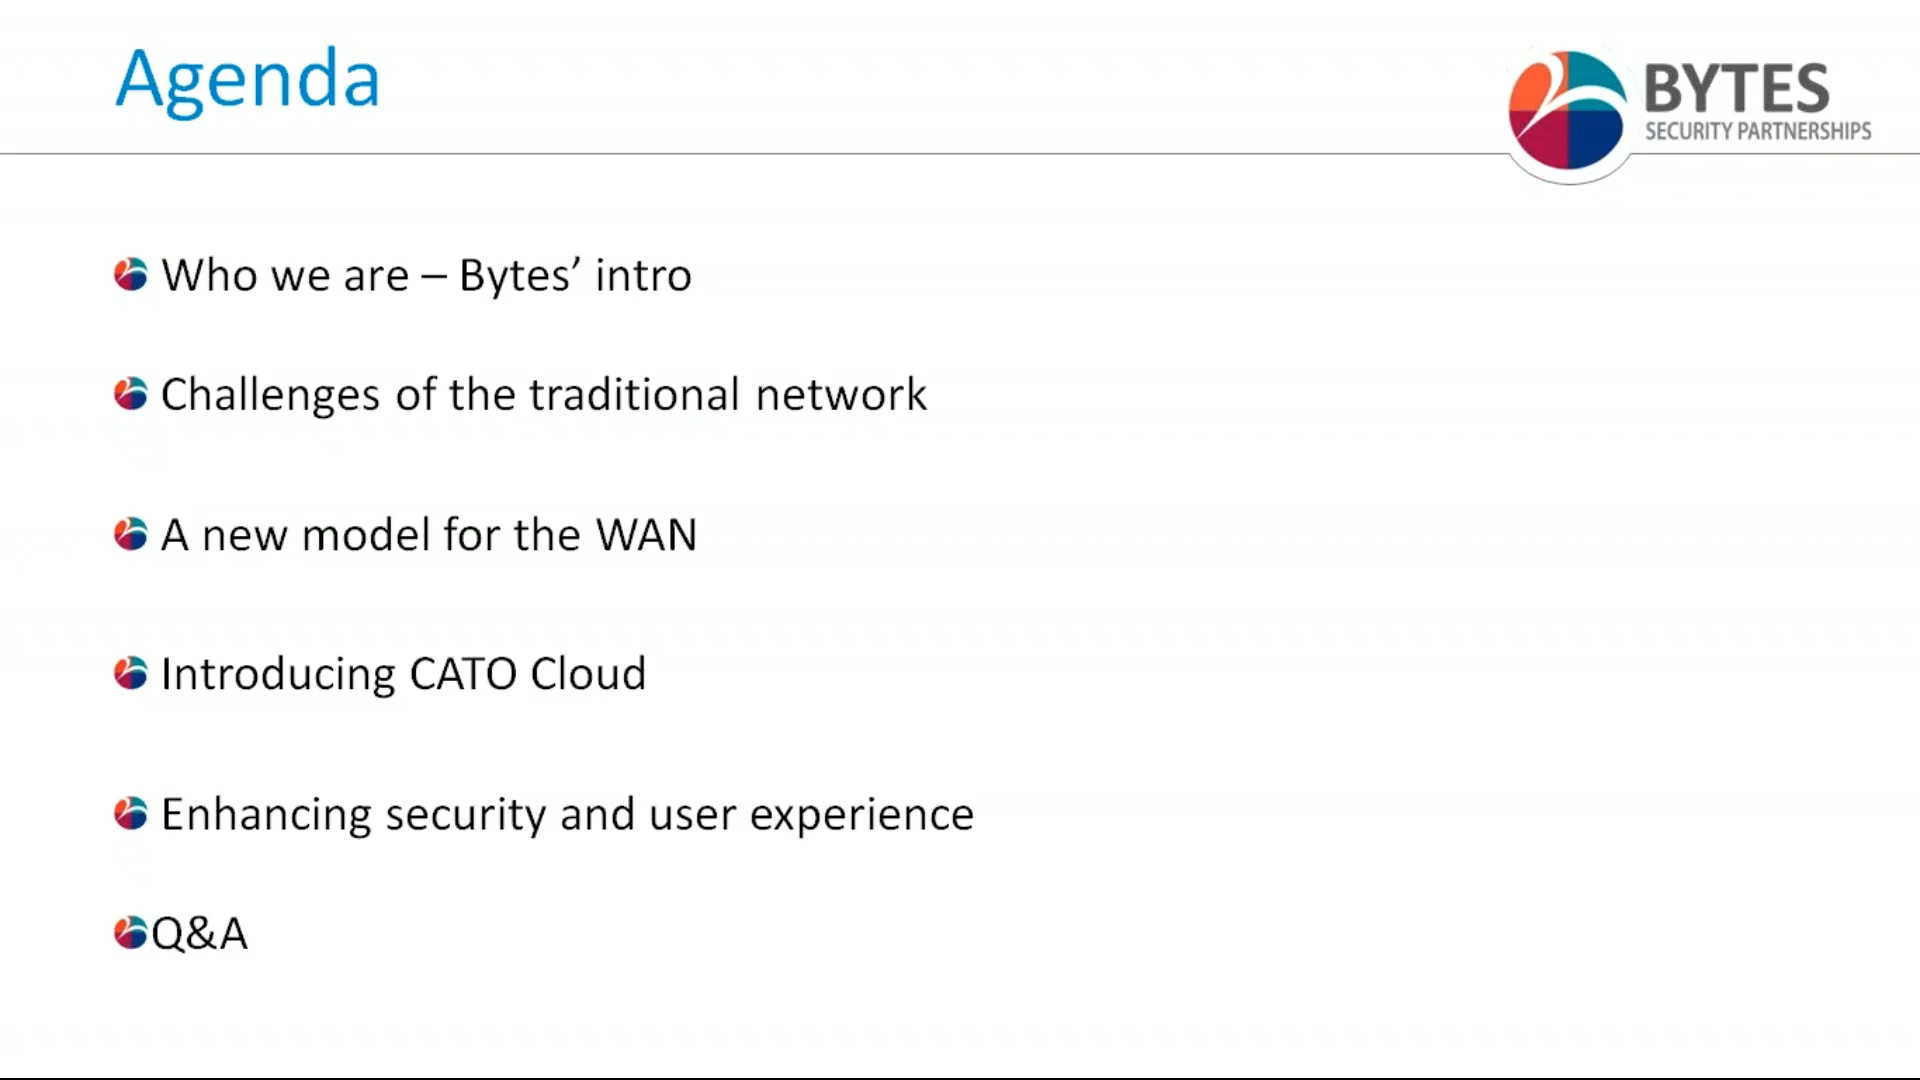 Agenda
BYTES
SECURITY PARTNERSHIPS
Who we are – Bytes’ intro
Challenges of the traditional network
A new model for the WAN
Introducing CATO Cloud
Enhancing security and user experience
Q&A